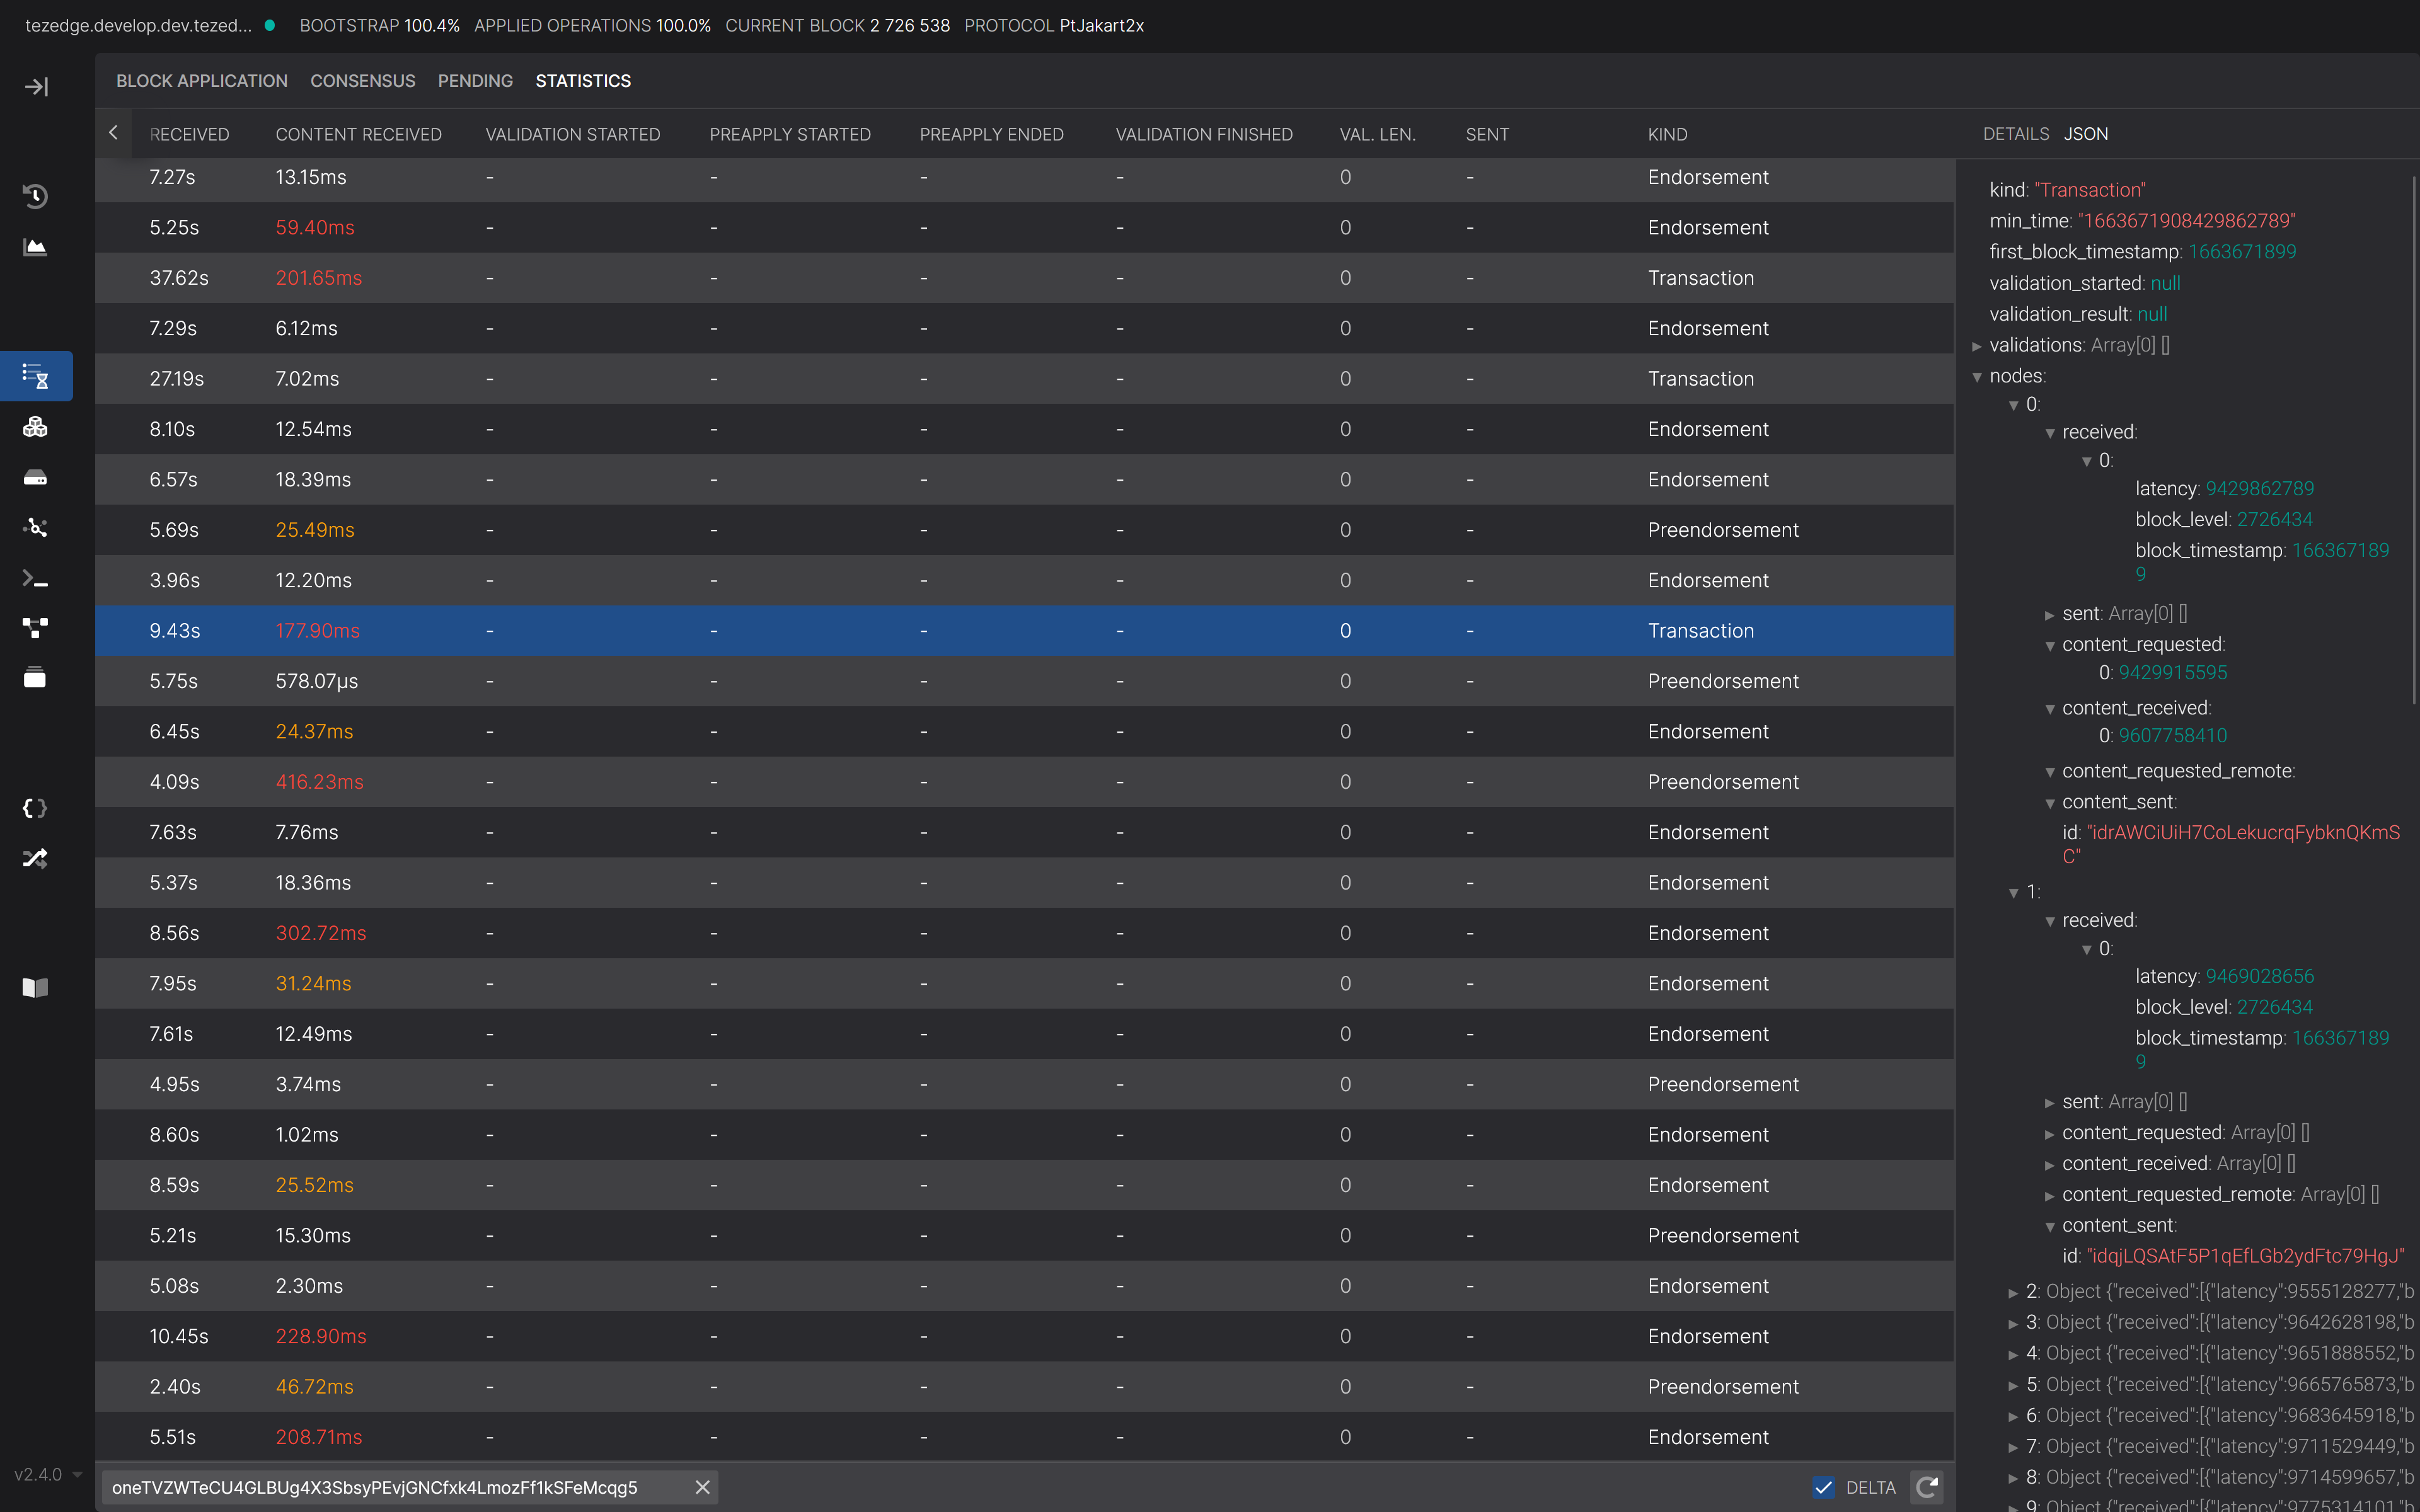 tezedge.develop.dev.tezed... BOOTSTRAP 100.4% APPLIED OPERATIONS 100.0% CURRENT BLOCK 2 726 538 PROTOCOL PtJakart2x
BLOCK APPLICATION CONSENSUS PENDING STATISTICS
RECEIVED CONTENT RECEIVED VALIDATION STARTED PREAPPLY STARTED PREAPPLY ENDED VALIDATION FINISHED VAL. LEN. SENT KIND
7.27s 13.15ms - - - - 0 - Endorsement
5.25s 59.40ms - - - - 0 - Endorsement
37.62s 201.65ms - - - - 0 - Transaction
7.29s 6.12ms - - - - 0 - Endorsement
27.19s 7.02ms - - - - 0 - Transaction
8.10s 12.54ms - - - - 0 - Endorsement
6.57s 18.39ms - - - - 0 - Endorsement
5.69s 25.49ms - - - - 0 - Preendorsement
3.96s 12.20ms - - - - 0 - Endorsement
9.43s 177.90ms - - - - 0 - Transaction
5.75s 578.07µs - - - - 0 - Preendorsement
6.45s 24.37ms - - - - 0 - Endorsement
4.09s 416.23ms - - - - 0 - Preendorsement
7.63s 7.76ms - - - - 0 - Endorsement
5.37s 18.36ms - - - - 0 - Endorsement
8.56s 302.72ms - - - - 0 - Endorsement
7.95s 31.24ms - - - - 0 - Endorsement
7.61s 12.49ms - - - - 0 - Endorsement
4.95s 3.74ms - - - - 0 - Preendorsement
8.60s 1.02ms - - - - 0 - Endorsement
8.59s 25.52ms - - - - 0 - Endorsement
5.21s 15.30ms - - - - 0 - Preendorsement
5.08s 2.30ms - - - - 0 - Endorsement
10.45s 228.90ms - - - - 0 - Endorsement
2.40s 46.72ms - - - - 0 - Preendorsement
5.51s 208.71ms - - - - 0 - Endorsement
v2.4.0
oneTVZWTeCU4GLBUg4X3SbsyPEvjGNCfxk4LmozFf1kSFeMcqg5
DELTA
DETAILS JSON
kind: "Transaction"
min_time: "1663671908429862789"
first_block_timestamp: 1663671899
validation_started: null
validation_result: null
validations: Array[0] []
nodes:
0:
received:
0:
latency: 9429862789
block_level: 2726434
block_timestamp: 166367189
9
sent: Array[0] []
content_requested:
0: 9429915595
content_received:
0: 9607758410
content_requested_remote:
content_sent:
id: "idrAWCiUiH7CoLekucrqFybknQKmS
C"
1:
received:
0:
latency: 9469028656
block_level: 2726434
block_timestamp: 166367189
9
sent: Array[0] []
content_requested: Array[0] []
content_received: Array[0] []
content_requested_remote: Array[0] []
content_sent:
id: "idqjLQSAtF5P1qEfLGb2ydFtc79HgJ"
2: Object {"received":[{"latency":9555128277,"b
3: Object {"received":[{"latency":9642628198,"b
4: Object {"received":[{"latency":9651888552,"b
5: Object {"received":[{"latency":9665765873,"b
6: Object {"received":[{"latency":9683645918,"b
7: Object {"received":[{"latency":9711529449,"b
8: Object {"received":[{"latency":9714599657,"b
9: Object {"received":[{"latency":9775314101,"b